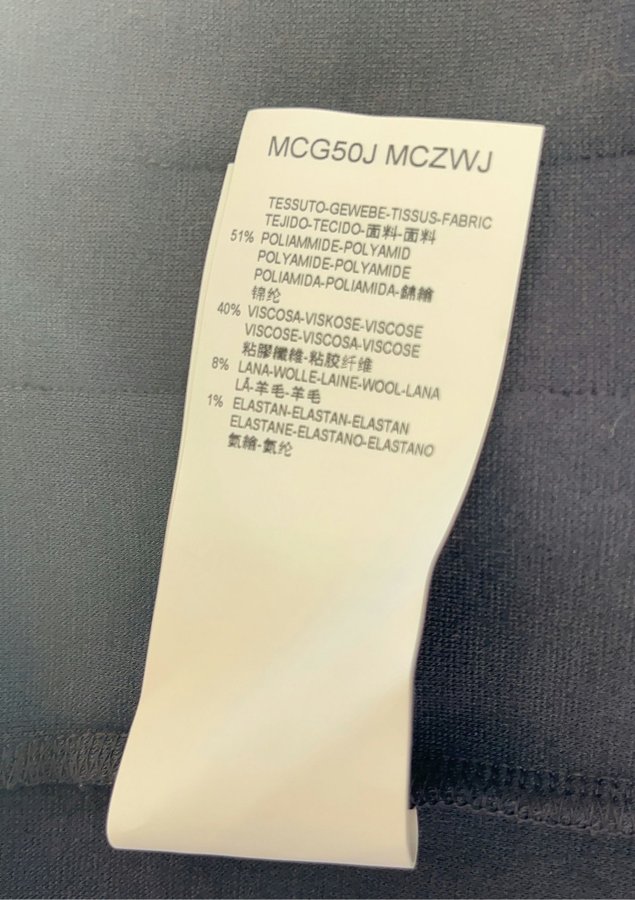 MCG50J MCZWJ
TESSUTO-GEWEBE-TISSUS-FABRIC
TEJIDO-TECIDO-面料-面料
51% POLIAMMIDE-POLYAMID
POLYAMIDE-POLYAMIDE
POLIAMIDA-POLIAMIDA-錦繪
锦纶
40% VISCOSA-VISKOSE-VISCOSE
VISCOSE-VISCOSA-VISCOSE
粘膠纖維-粘胶纤维
8% LANA-WOLLE-LAINE-WOOL-LANA
LÃ-羊毛-羊毛
1% ELASTAN-ELASTAN-ELASTAN
ELASTANE-ELASTANO-ELASTANO
氨繪-氨纶